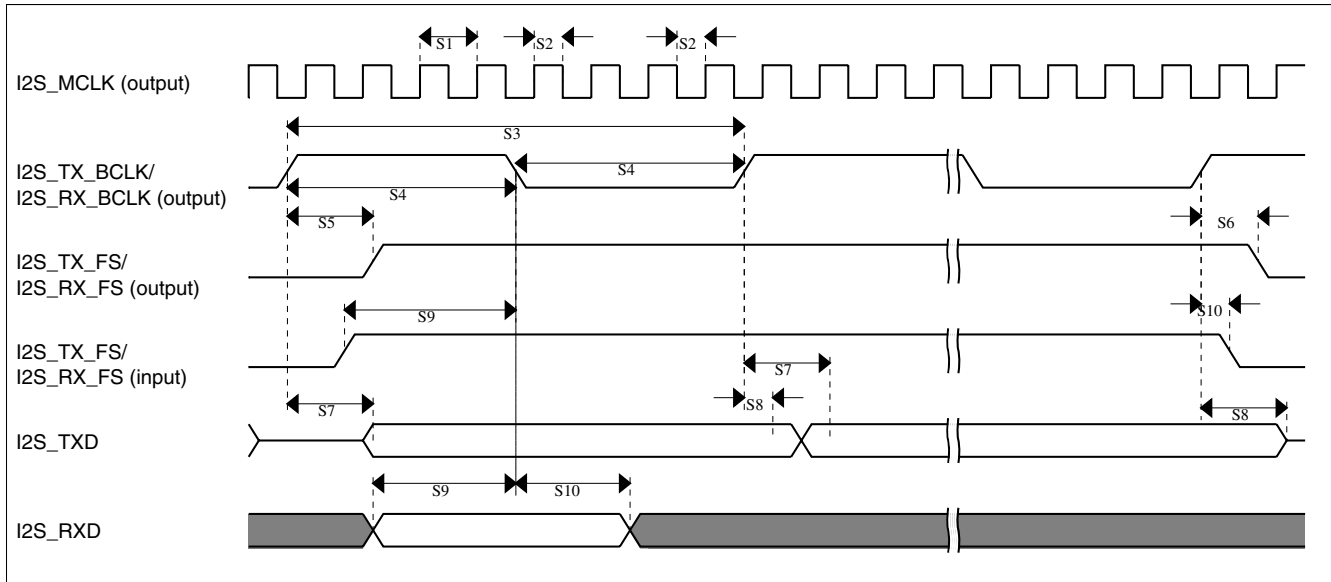 S1 S2 S2
I2S_MCLK (output)
S3
I2S_TX_BCLK/
I2S_RX_BCLK (output)
S4
S4
S5 S6
I2S_TX_FS/
I2S_RX_FS (output)
S9 S10
I2S_TX_FS/
I2S_RX_FS (input)
S7
S7 S8 S8
I2S_TXD
S9 S10
I2S_RXD